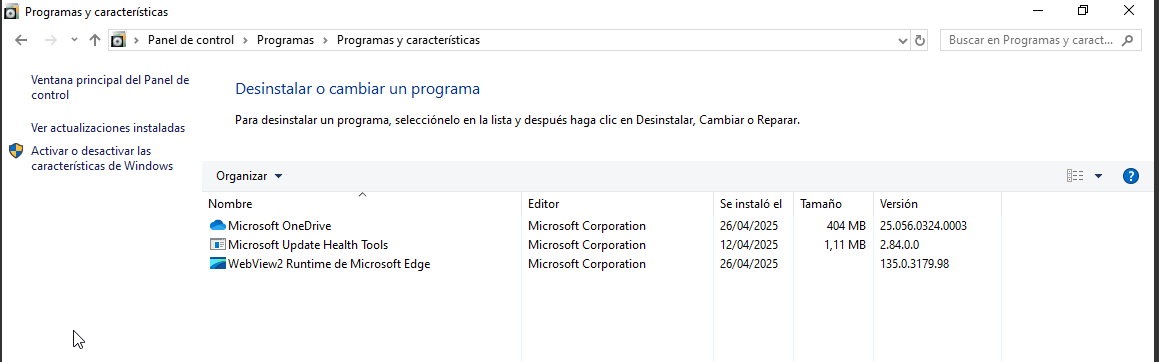 Programas y características
Panel de control > Programas > Programas y características
Buscar en Programas y caract...
Ventana principal del Panel de
control
Ver actualizaciones instaladas
Activar o desactivar las
características de Windows
Desinstalar o cambiar un programa
Para desinstalar un programa, selecciónelo en la lista y después haga clic en Desinstalar, Cambiar o Reparar.
Organizar
Nombre Editor Se instaló el Tamaño Versión
Microsoft OneDrive Microsoft Corporation 26/04/2025 404 MB 25.056.0324.0003
Microsoft Update Health Tools Microsoft Corporation 12/04/2025 1,11 MB 2.84.0.0
WebView2 Runtime de Microsoft Edge Microsoft Corporation 26/04/2025 135.0.3179.98